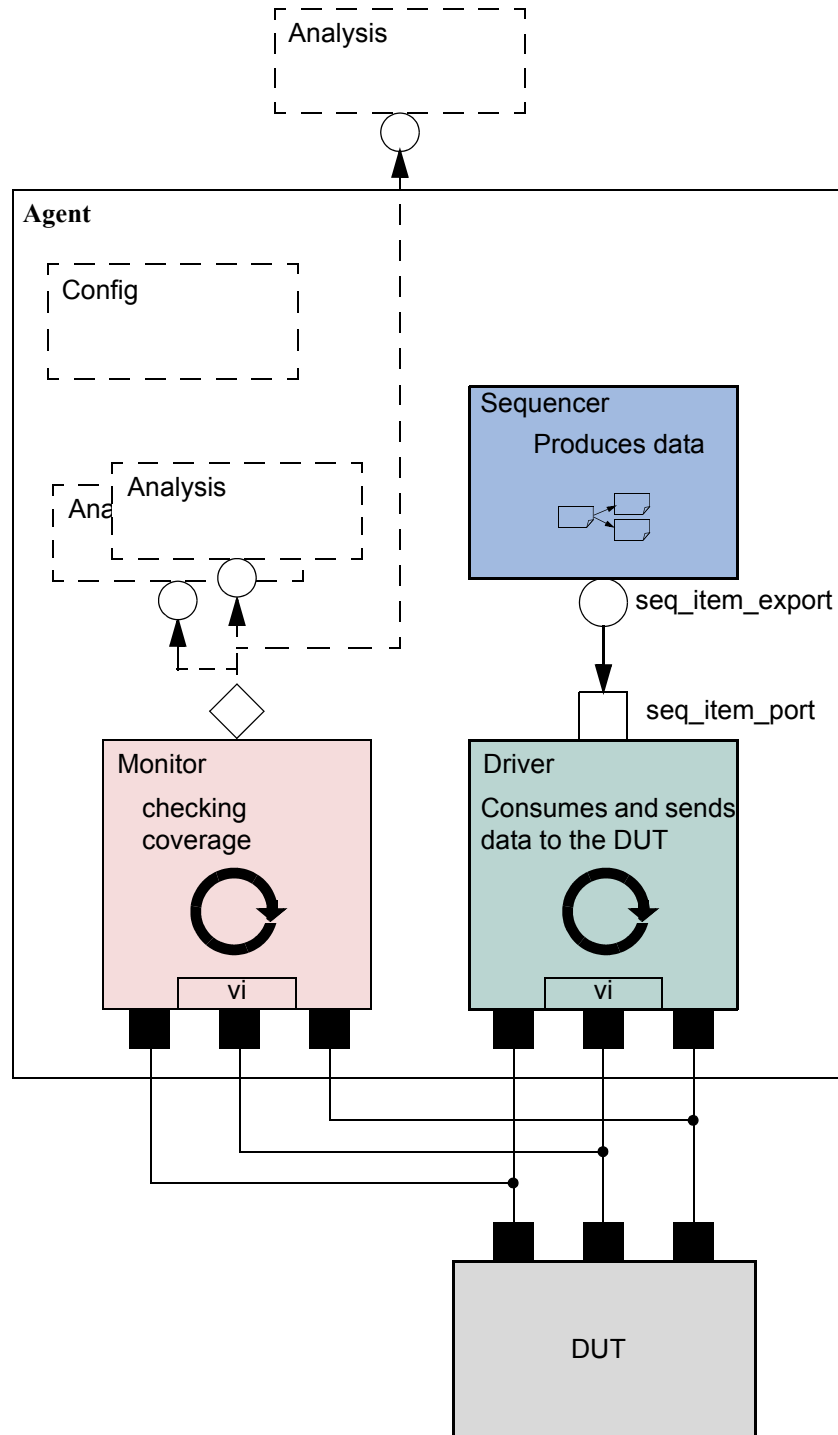 Analysis
Agent
Config
Sequencer
Produces data
Analysis
Ana
seq_item_export
seq_item_port
Monitor
checking
coverage
vi
Driver
Consumes and sends
data to the DUT
vi
DUT